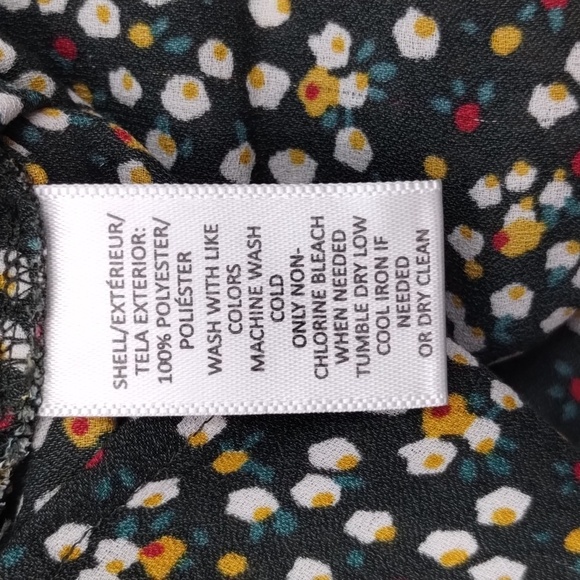 SHELL/EXTÉRIEUR/
TELA EXTERIOR:
100% POLYESTER/
POLIÉSTER
WASH WITH LIKE
COLORS
MACHINE WASH
COLD
ONLY NON-
CHLORINE BLEACH
WHEN NEEDED
TUMBLE DRY LOW
COOL IRON IF
NEEDED
OR DRY CLEAN